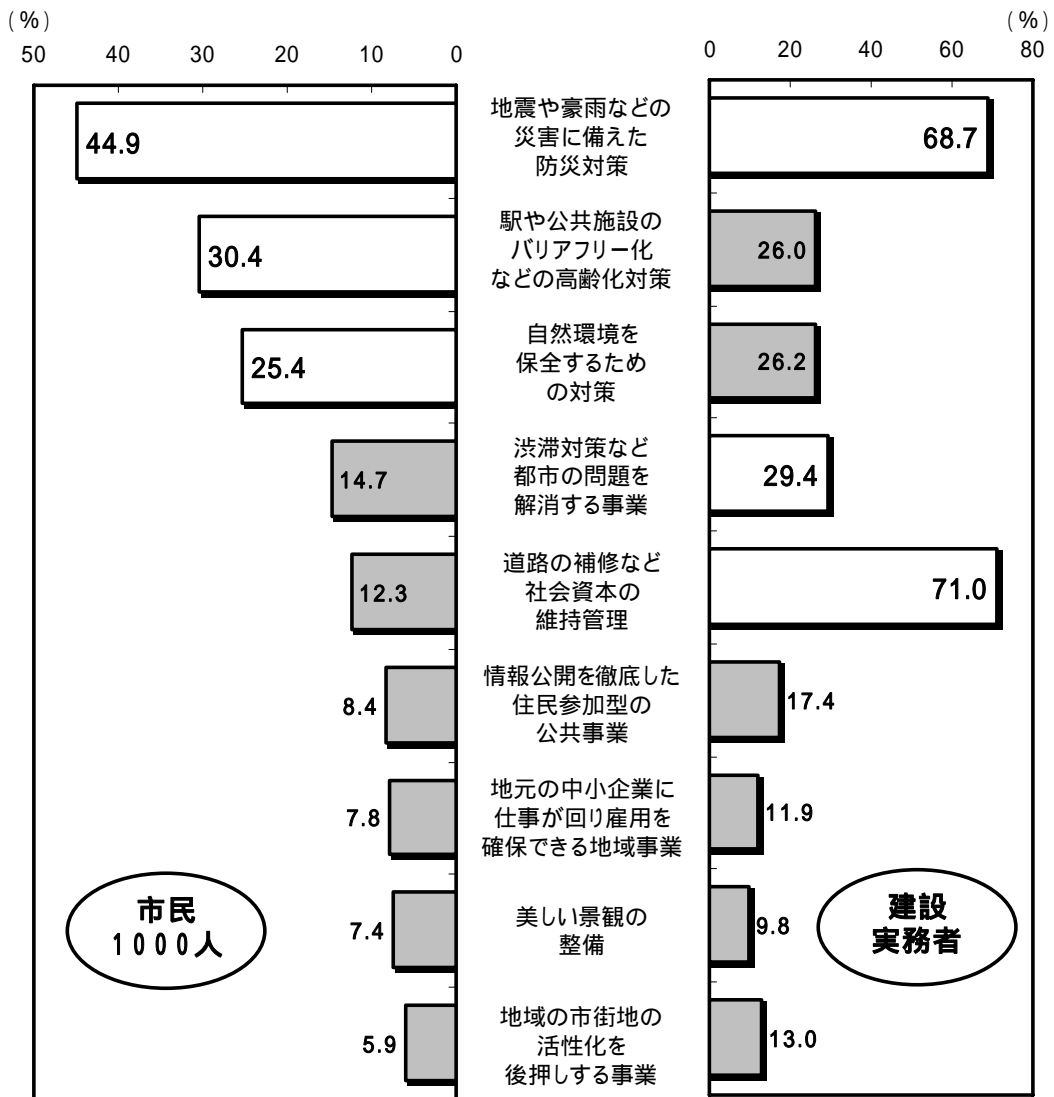 (%)
(%)
50 40 30 20 10 0
0 20 40 60 80
44.9
地震や豪雨などの
災害に備えた
防災対策
68.7
30.4
駅や公共施設の
バリアフリー化
などの高齢化対策
26.0
25.4
自然環境を
保全するため
の対策
26.2
14.7
渋滞対策など
都市の問題を
解消する事業
29.4
12.3
道路の補修など
社会資本の
維持管理
71.0
8.4
情報公開を徹底した
住民参加型の
公共事業
17.4
7.8
地元の中小企業に
仕事が回り雇用を
確保できる地域事業
11.9
7.4
美しい景観の
整備
9.8
5.9
地域の市街地の
活性化を
後押しする事業
13.0
市民
1000人
建設
実務者